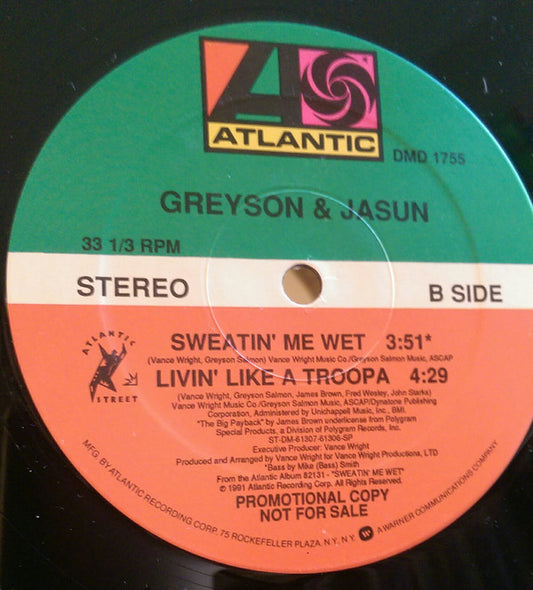 ATLANTIC
DMD 1755
GREYSON & JASUN
33 1/3 RPM
STEREO
B SIDE
SWEATIN' ME WET 3:51*
(Vance Wright, Greyson Salmon) Vance Wright Music Co./Greyson Salmon Music, ASCAP
LIVIN' LIKE A TROOPA 4:29
(Vance Wright, Greyson Salmon, James Brown, Fred Wesley, John Starks)
Vance Wright Music Co./Greyson Salmon Music, ASCAP/Dynatone Publishing
Corporation, Administered by Unichappell Music, Inc., BMI.
"The Big Payback" by James Brown underlicense from Polygram
Special Products, a Division of Polygram Records, Inc.
ST-DM-61307-61306-SP
Executive Producer: Vance Wright
Produced and Arranged by Vance Wright for Vance Wright Productions, LTD
*Bass by Mike (Bass) Smith
From the Atlantic Album 82131 - "SWEATIN' ME WET"
© 1991 Atlantic Recording Corp. All Rights Reserved.
PROMOTIONAL COPY
NOT FOR SALE
ATLANTIC
STREET
MFG. BY ATLANTIC RECORDING CORP. 75 ROCKEFELLER PLAZA, N.Y., N.Y. A WARNER COMMUNICATIONS COMPANY